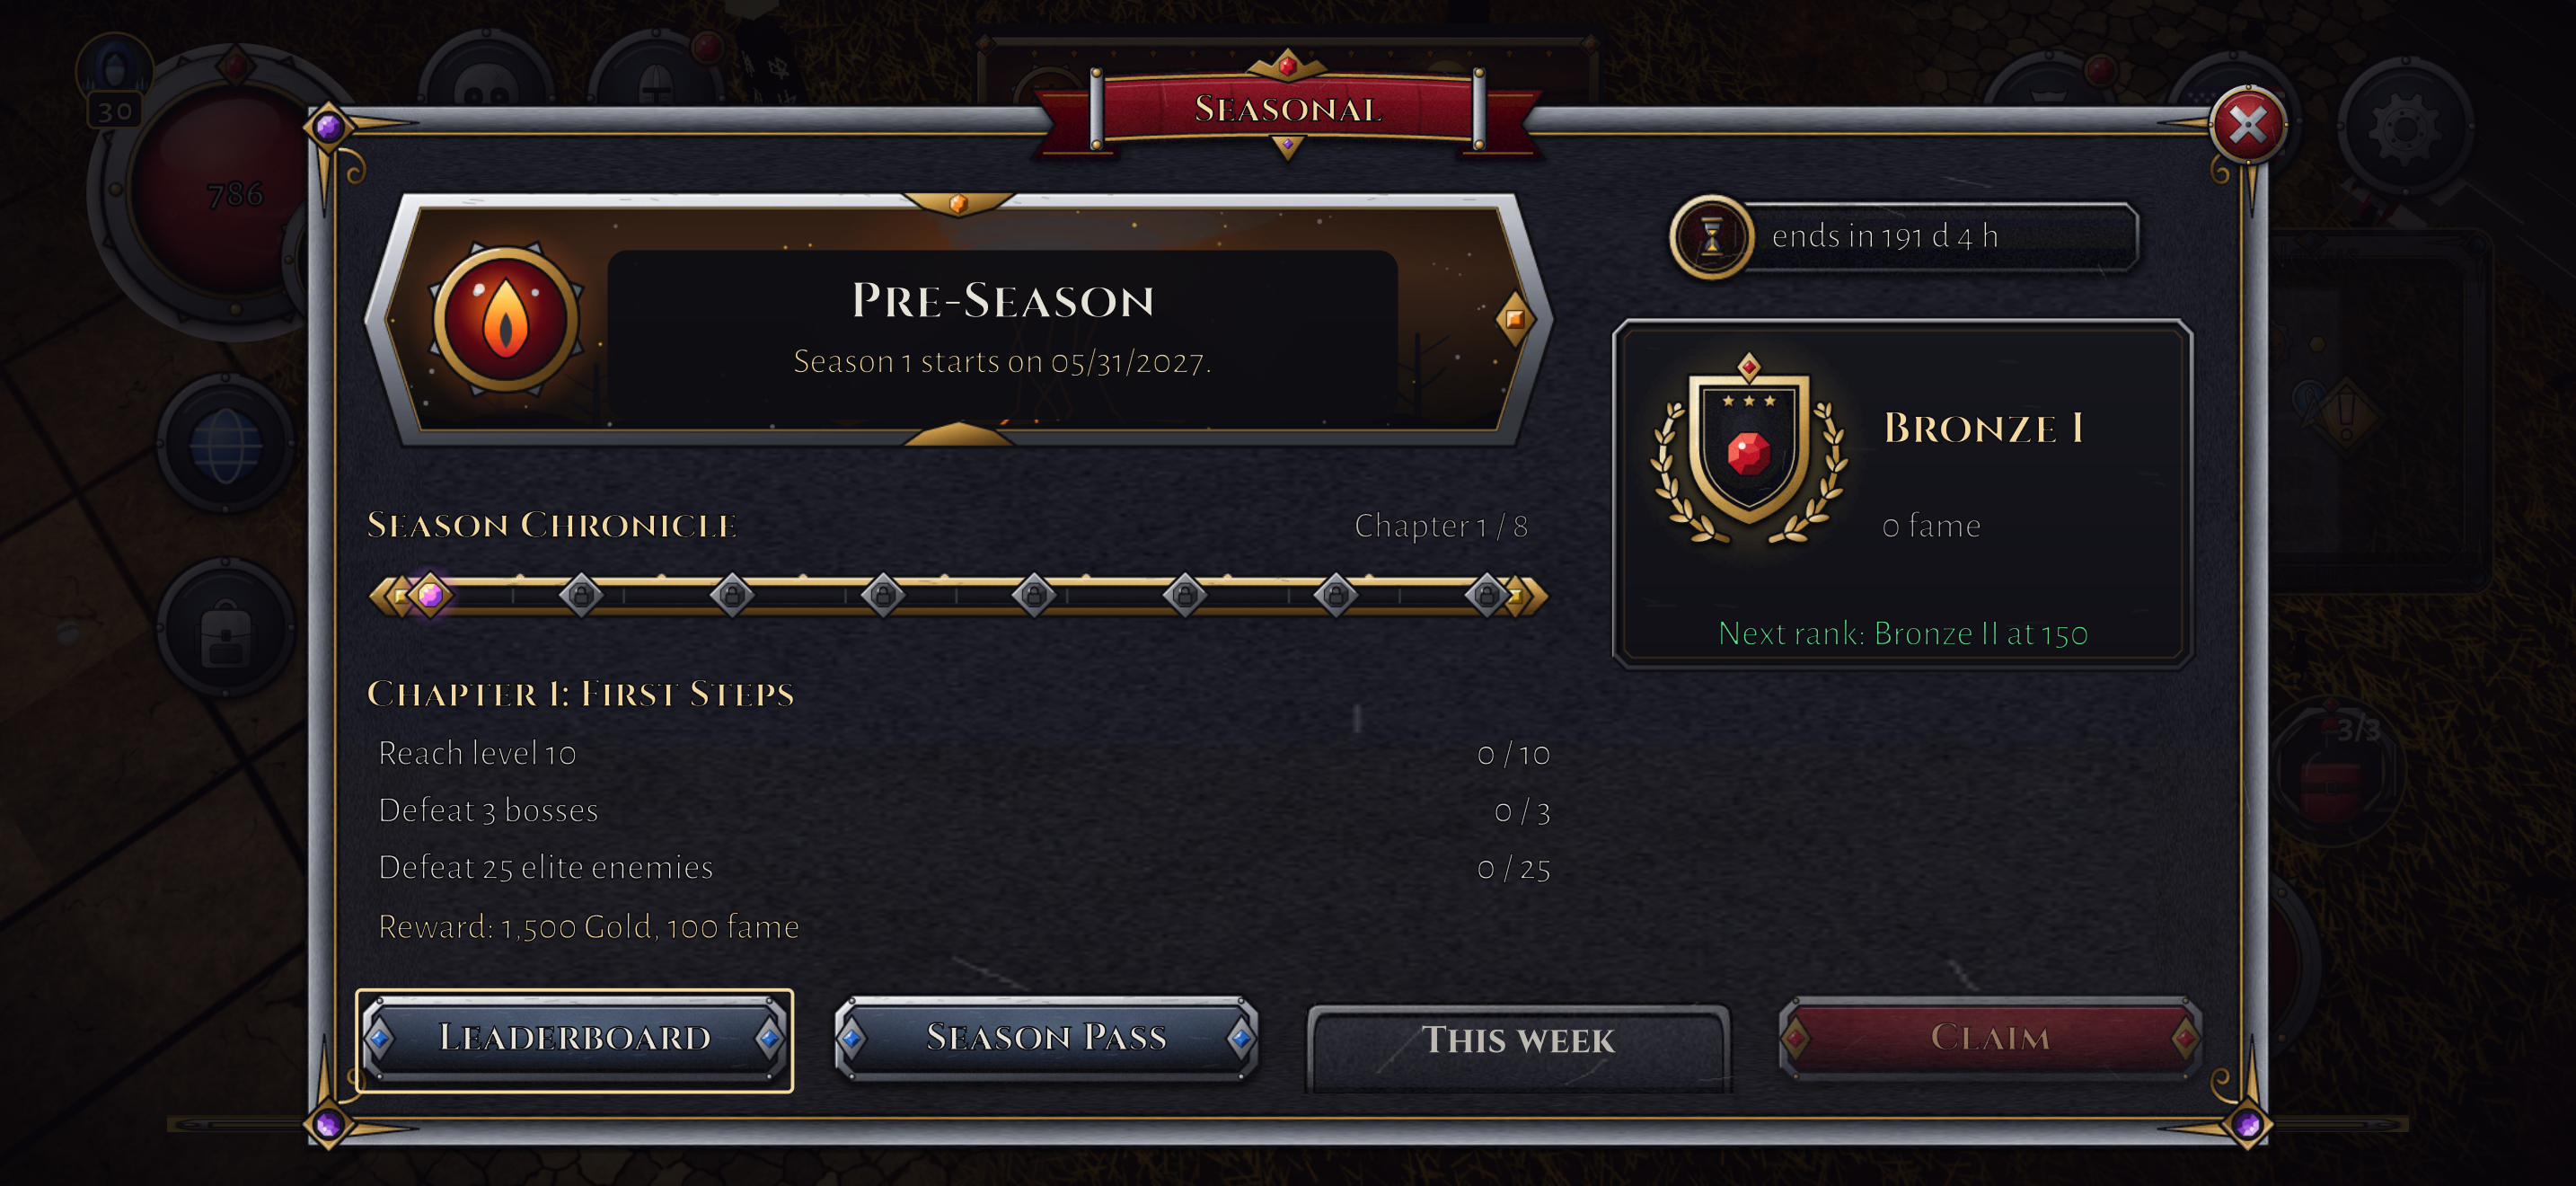 30
786
SEASONAL
PRE-SEASON
Season 1 starts on 05/31/2027.
ends in 191 d 4 h
BRONZE I
0 fame
Next rank: Bronze II at 150
SEASON CHRONICLE
Chapter 1 / 8
CHAPTER 1: FIRST STEPS
Reach level 10
0 / 10
Defeat 3 bosses
0 / 3
Defeat 25 elite enemies
0 / 25
Reward: 1,500 Gold, 100 fame
3/3
LEADERBOARD
SEASON PASS
THIS WEEK
CLAIM